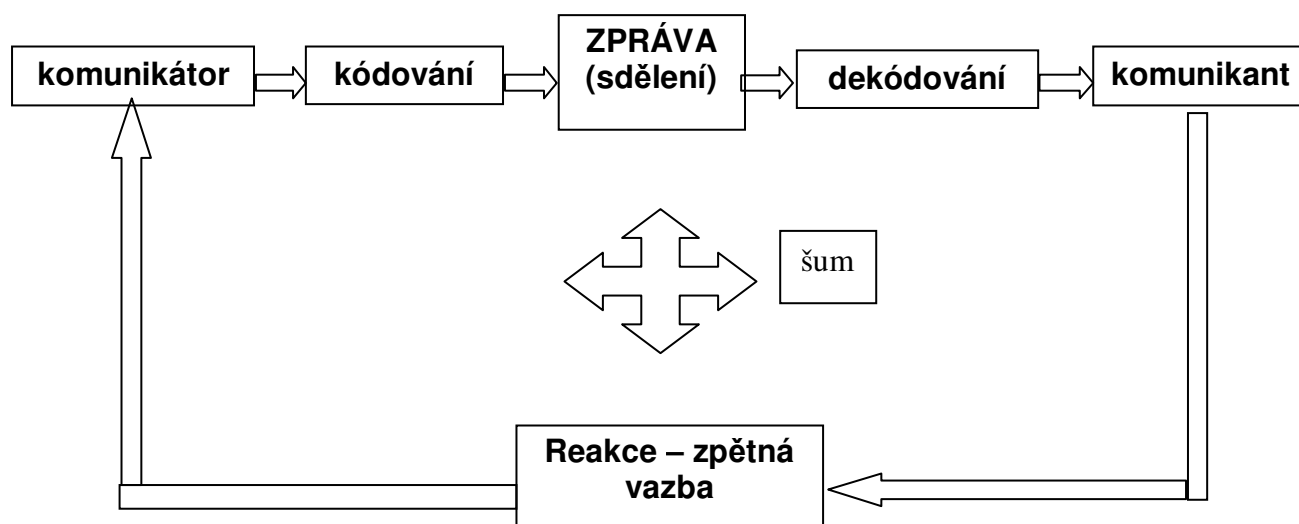 komunikátor
kódování
ZPRÁVA
(sdělení)
dekódování
komunikant
šum
Reakce – zpětná
vazba